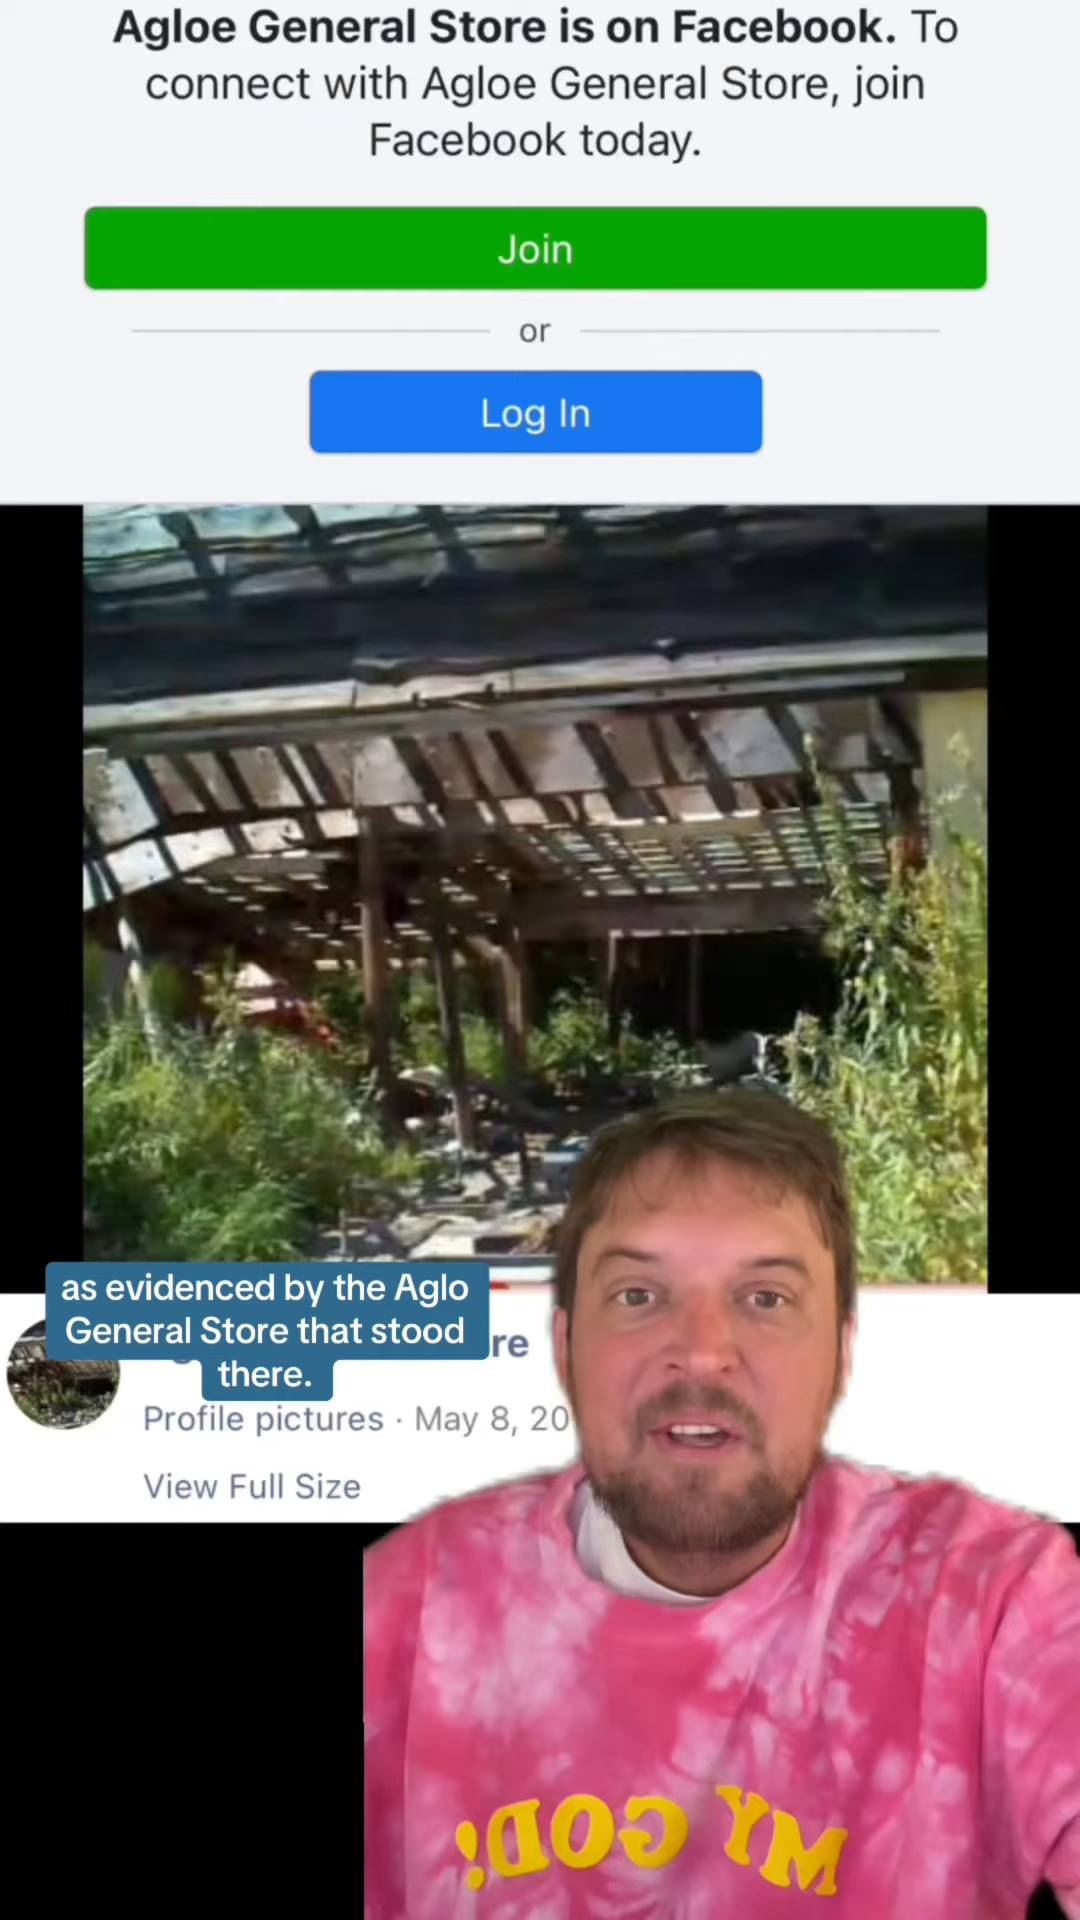 Agloe General Store is on Facebook. To
connect with Agloe General Store, join
Facebook today.
Join
or
Log In
as evidenced by the Aglo
General Store that stood
there.
re
Profile pictures · May 8, 20
View Full Size
MY GOD!